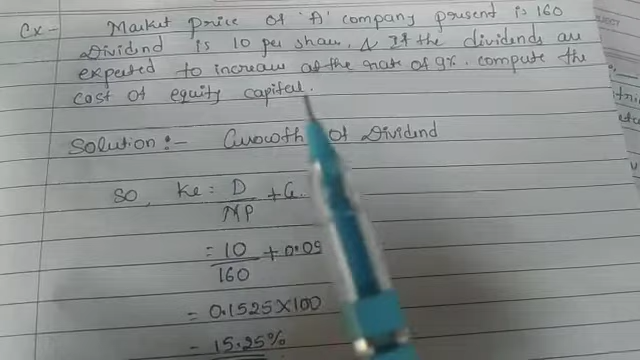 Ex- Market price of 'A' company present is 160
Dividend is 10 per share, & If the dividends are
expected to increase at the rate of 9%. compute the
cost of equity capital.
Solution:- Growth of Dividend
So, Ke = D/MP + G.
= 10/160 + 0.09
= 0.1525 X 100
= 15.25%